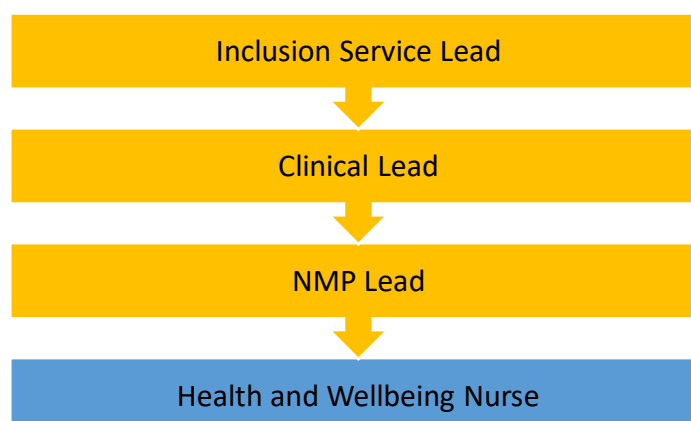 Inclusion Service Lead
Clinical Lead
NMP Lead
Health and Wellbeing Nurse